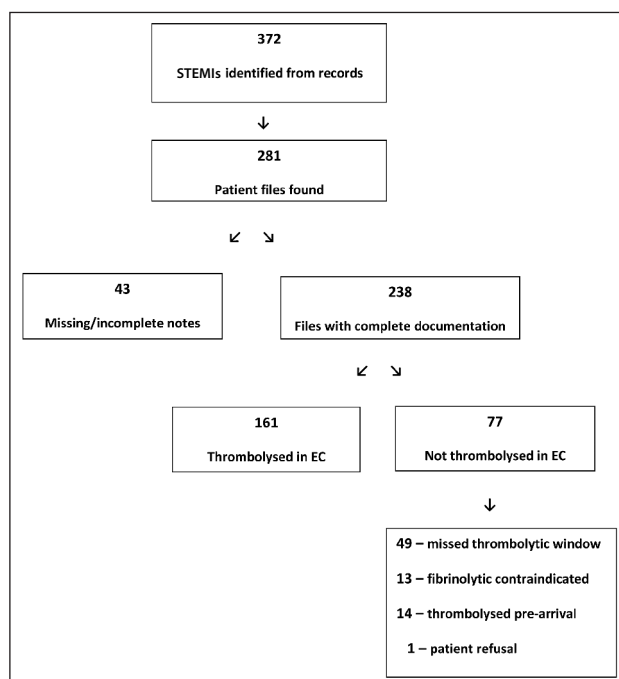 372
STEMIs identified from records
281
Patient files found
43
Missing/incomplete notes
238
Files with complete documentation
161
Thrombolysed in EC
77
Not thrombolysed in EC
49 – missed thrombolytic window
13 – fibrinolytic contraindicated
14 – thrombolysed pre-arrival
1 – patient refusal